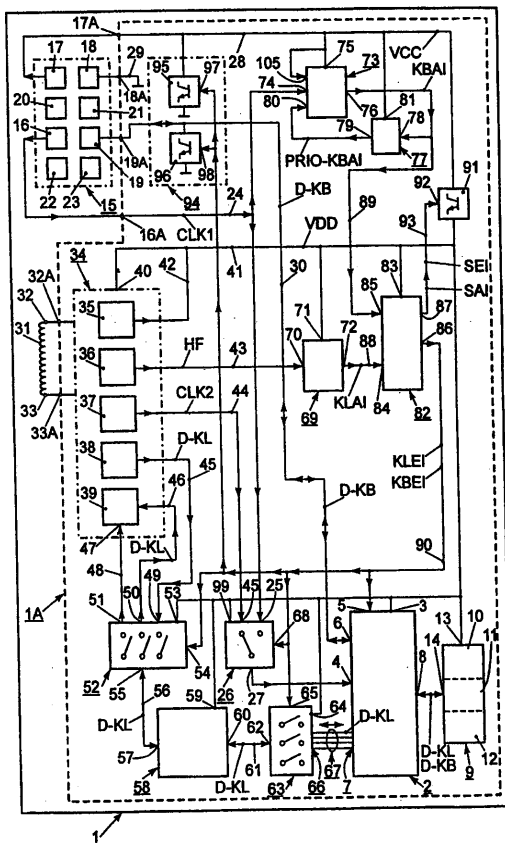 17A 28 75 VCC
17 18 29 95 97 105 74 80 73 KBAI
18A 76 81
20 21 79 78
16 19A 96 98 PRIO-KBAI 77 91
19 92
22 23 24 D-KB 89 93
15 94
16A CLK1 VDD SEI
34 30 SAI
32A 40 42 41 71 85 83 87
32 35 86
31 36 HF 43 70 72 88
CLK2 69 KLAI 84 82
37 44
33 D-KL
33A 38 45 D-KB KLEI
46 KBEI
39
47 D-KL 90
48 49
1A 51 50 53 99 45 25 5 3 13 10
6 14 11
68 4 8
52 54 26 27 65
55 59 64 D-KL
56
D-KL 60 62 D-KL D-KB 12
57 61 9
58 D-KL 63 66 67 7 2
1